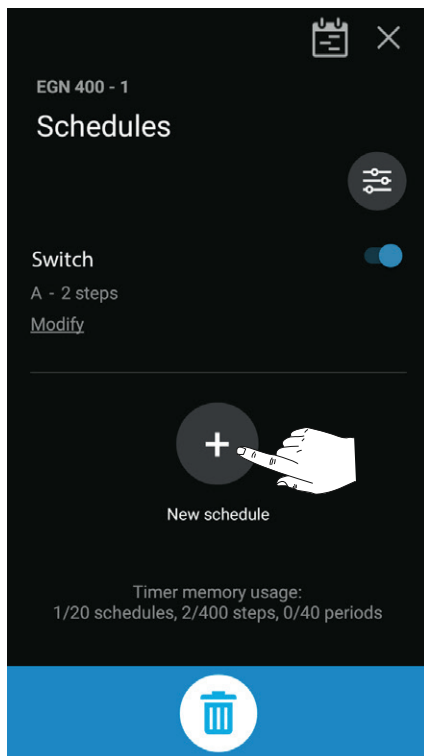 EGN 400 - 1
Schedules
Switch
A - 2 steps
Modify
New schedule
Timer memory usage:
1/20 schedules, 2/400 steps, 0/40 periods